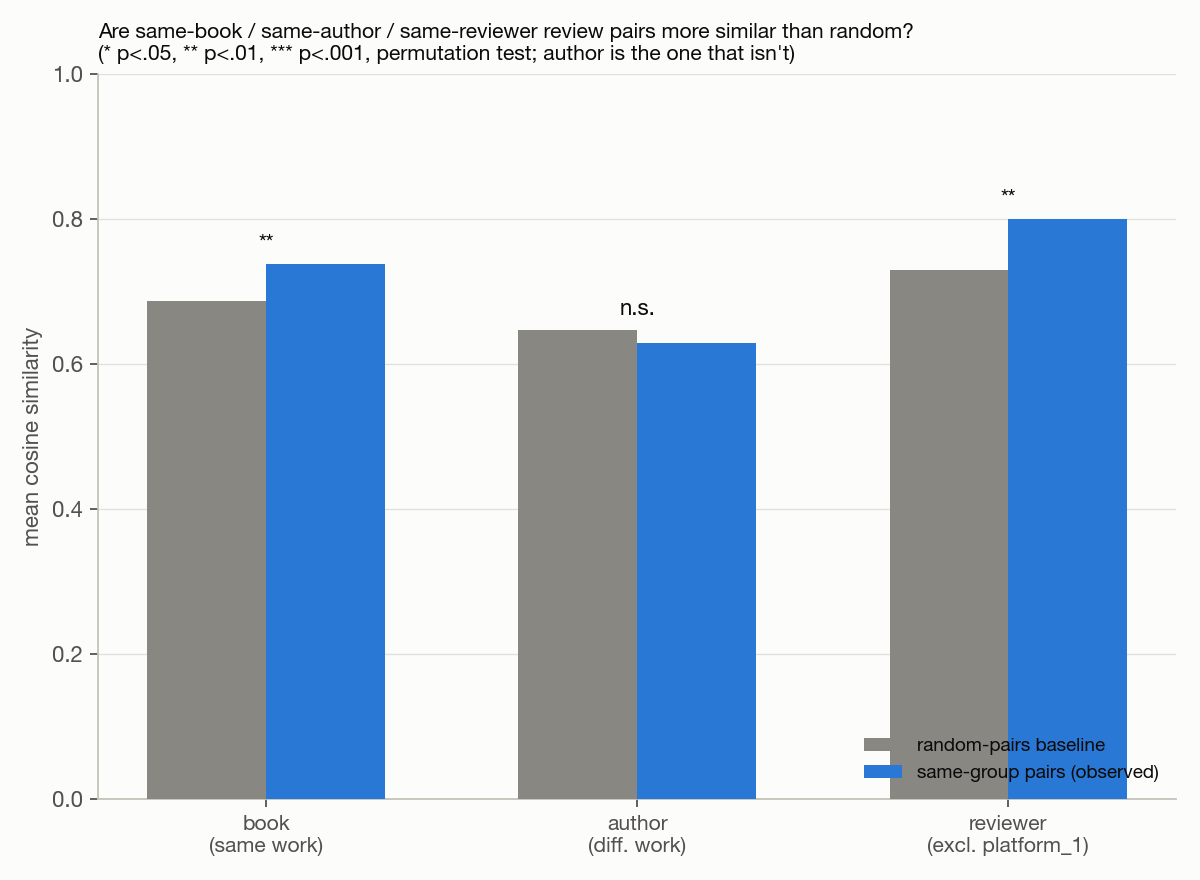 Are same-book / same-author / same-reviewer review pairs more similar than random?
(* p<.05, ** p<.01, *** p<.001, permutation test; author is the one that isn't)
mean cosine similarity
1.0
0.8
0.6
0.4
0.2
0.0
**
n.s.
**
random-pairs baseline
same-group pairs (observed)
book
(same work)
author
(diff. work)
reviewer
(excl. platform_1)